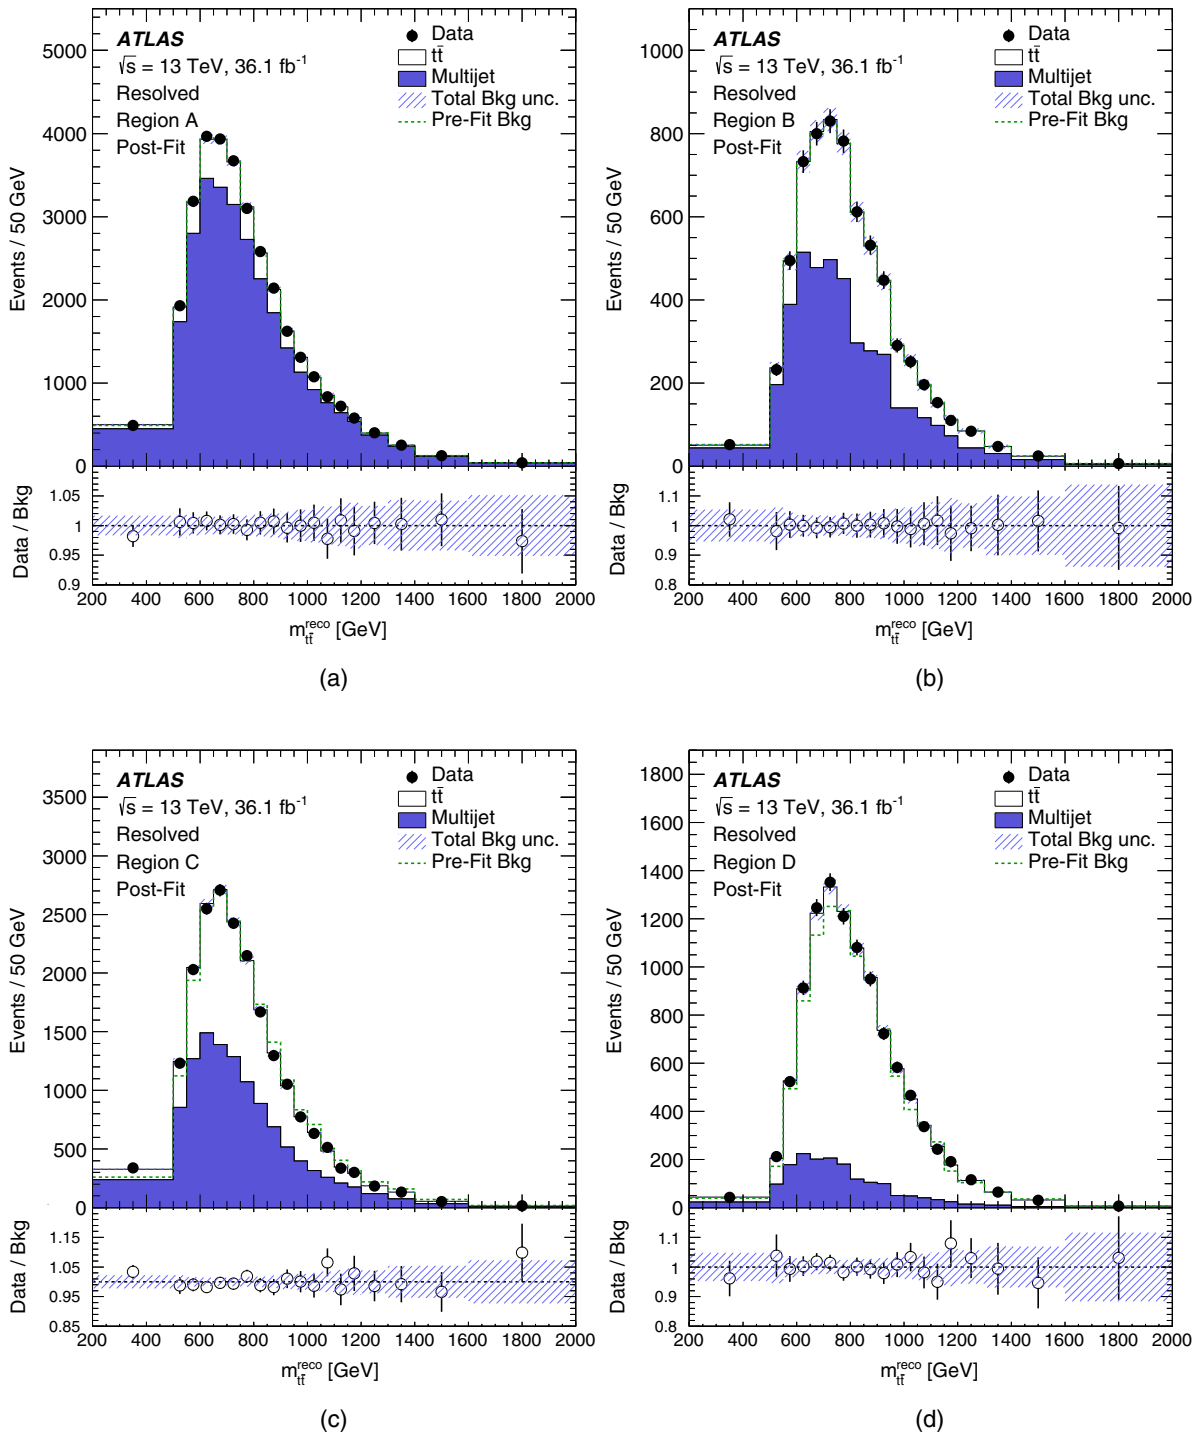 ATLAS
√s = 13 TeV, 36.1 fb⁻¹
Resolved
Region A
Post-Fit
Data
tt̄
Multijet
Total Bkg unc.
Pre-Fit Bkg
Events / 50 GeV
5000
4000
3000
2000
1000
0
Data / Bkg
1.05
1
0.95
0.9
200 400 600 800 1000 1200 1400 1600 1800 2000
m_tt̄^reco [GeV]
(a)
ATLAS
√s = 13 TeV, 36.1 fb⁻¹
Resolved
Region B
Post-Fit
Data
tt̄
Multijet
Total Bkg unc.
Pre-Fit Bkg
Events / 50 GeV
1000
800
600
400
200
0
Data / Bkg
1.1
1
0.9
0.8
200 400 600 800 1000 1200 1400 1600 1800 2000
m_tt̄^reco [GeV]
(b)
ATLAS
√s = 13 TeV, 36.1 fb⁻¹
Resolved
Region C
Post-Fit
Data
tt̄
Multijet
Total Bkg unc.
Pre-Fit Bkg
Events / 50 GeV
3500
3000
2500
2000
1500
1000
500
0
Data / Bkg
1.15
1.05
0.95
0.85
200 400 600 800 1000 1200 1400 1600 1800 2000
m_tt̄^reco [GeV]
(c)
ATLAS
√s = 13 TeV, 36.1 fb⁻¹
Resolved
Region D
Post-Fit
Data
tt̄
Multijet
Total Bkg unc.
Pre-Fit Bkg
Events / 50 GeV
1800
1600
1400
1200
1000
800
600
400
200
0
Data / Bkg
1.1
1
0.9
0.8
200 400 600 800 1000 1200 1400 1600 1800 2000
m_tt̄^reco [GeV]
(d)